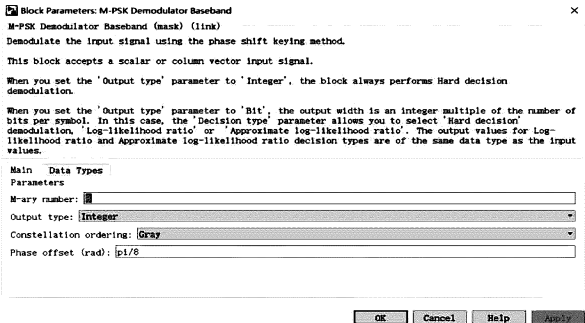 Block Parameters: M-PSK Demodulator Baseband
M-PSK Demodulator Baseband (mask) (link)
Demodulate the input signal using the phase shift keying method.
This block accepts a scalar or column vector input signal.
When you set the 'Output type' parameter to 'Integer', the block always performs Hard decision
demodulation.
When you set the 'Output type' parameter to 'Bit', the output width is an integer multiple of the number of
bits per symbol. In this case, the 'Decision type' parameter allows you to select 'Hard decision'
demodulation, 'Log-likelihood ratio' or 'Approximate log-likelihood ratio'. The output values for Log-
likelihood ratio and Approximate log-likelihood ratio decision types are of the same data type as the input
values.
Main Data Types
Parameters
M-ary number:
Output type: Integer
Constellation ordering: Gray
Phase offset (rad): pi/8
OK Cancel Help Apply